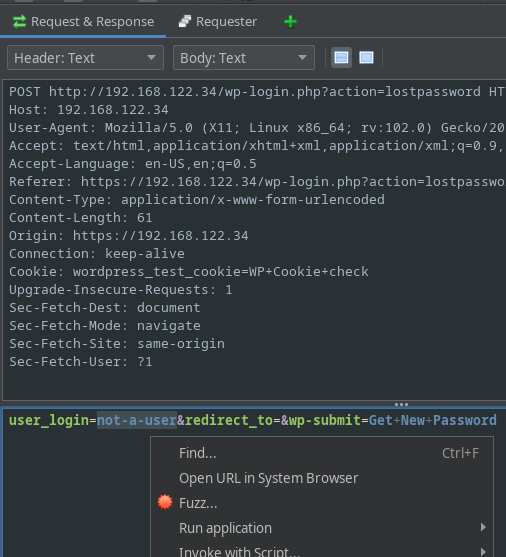 Request & Response Requester
Header: Text Body: Text
POST http://192.168.122.34/wp-login.php?action=lostpassword HT
Host: 192.168.122.34
User-Agent: Mozilla/5.0 (X11; Linux x86_64; rv:102.0) Gecko/20
Accept: text/html,application/xhtml+xml,application/xml;q=0.9,
Accept-Language: en-US,en;q=0.5
Referer: https://192.168.122.34/wp-login.php?action=lostpasswo
Content-Type: application/x-www-form-urlencoded
Content-Length: 61
Origin: https://192.168.122.34
Connection: keep-alive
Cookie: wordpress_test_cookie=WP+Cookie+check
Upgrade-Insecure-Requests: 1
Sec-Fetch-Dest: document
Sec-Fetch-Mode: navigate
Sec-Fetch-Site: same-origin
Sec-Fetch-User: ?1
user_login=not-a-user&redirect_to=&wp-submit=Get+New+Password
Find... Ctrl+F
Open URL in System Browser
Fuzz...
Run application
Invoke with Script...